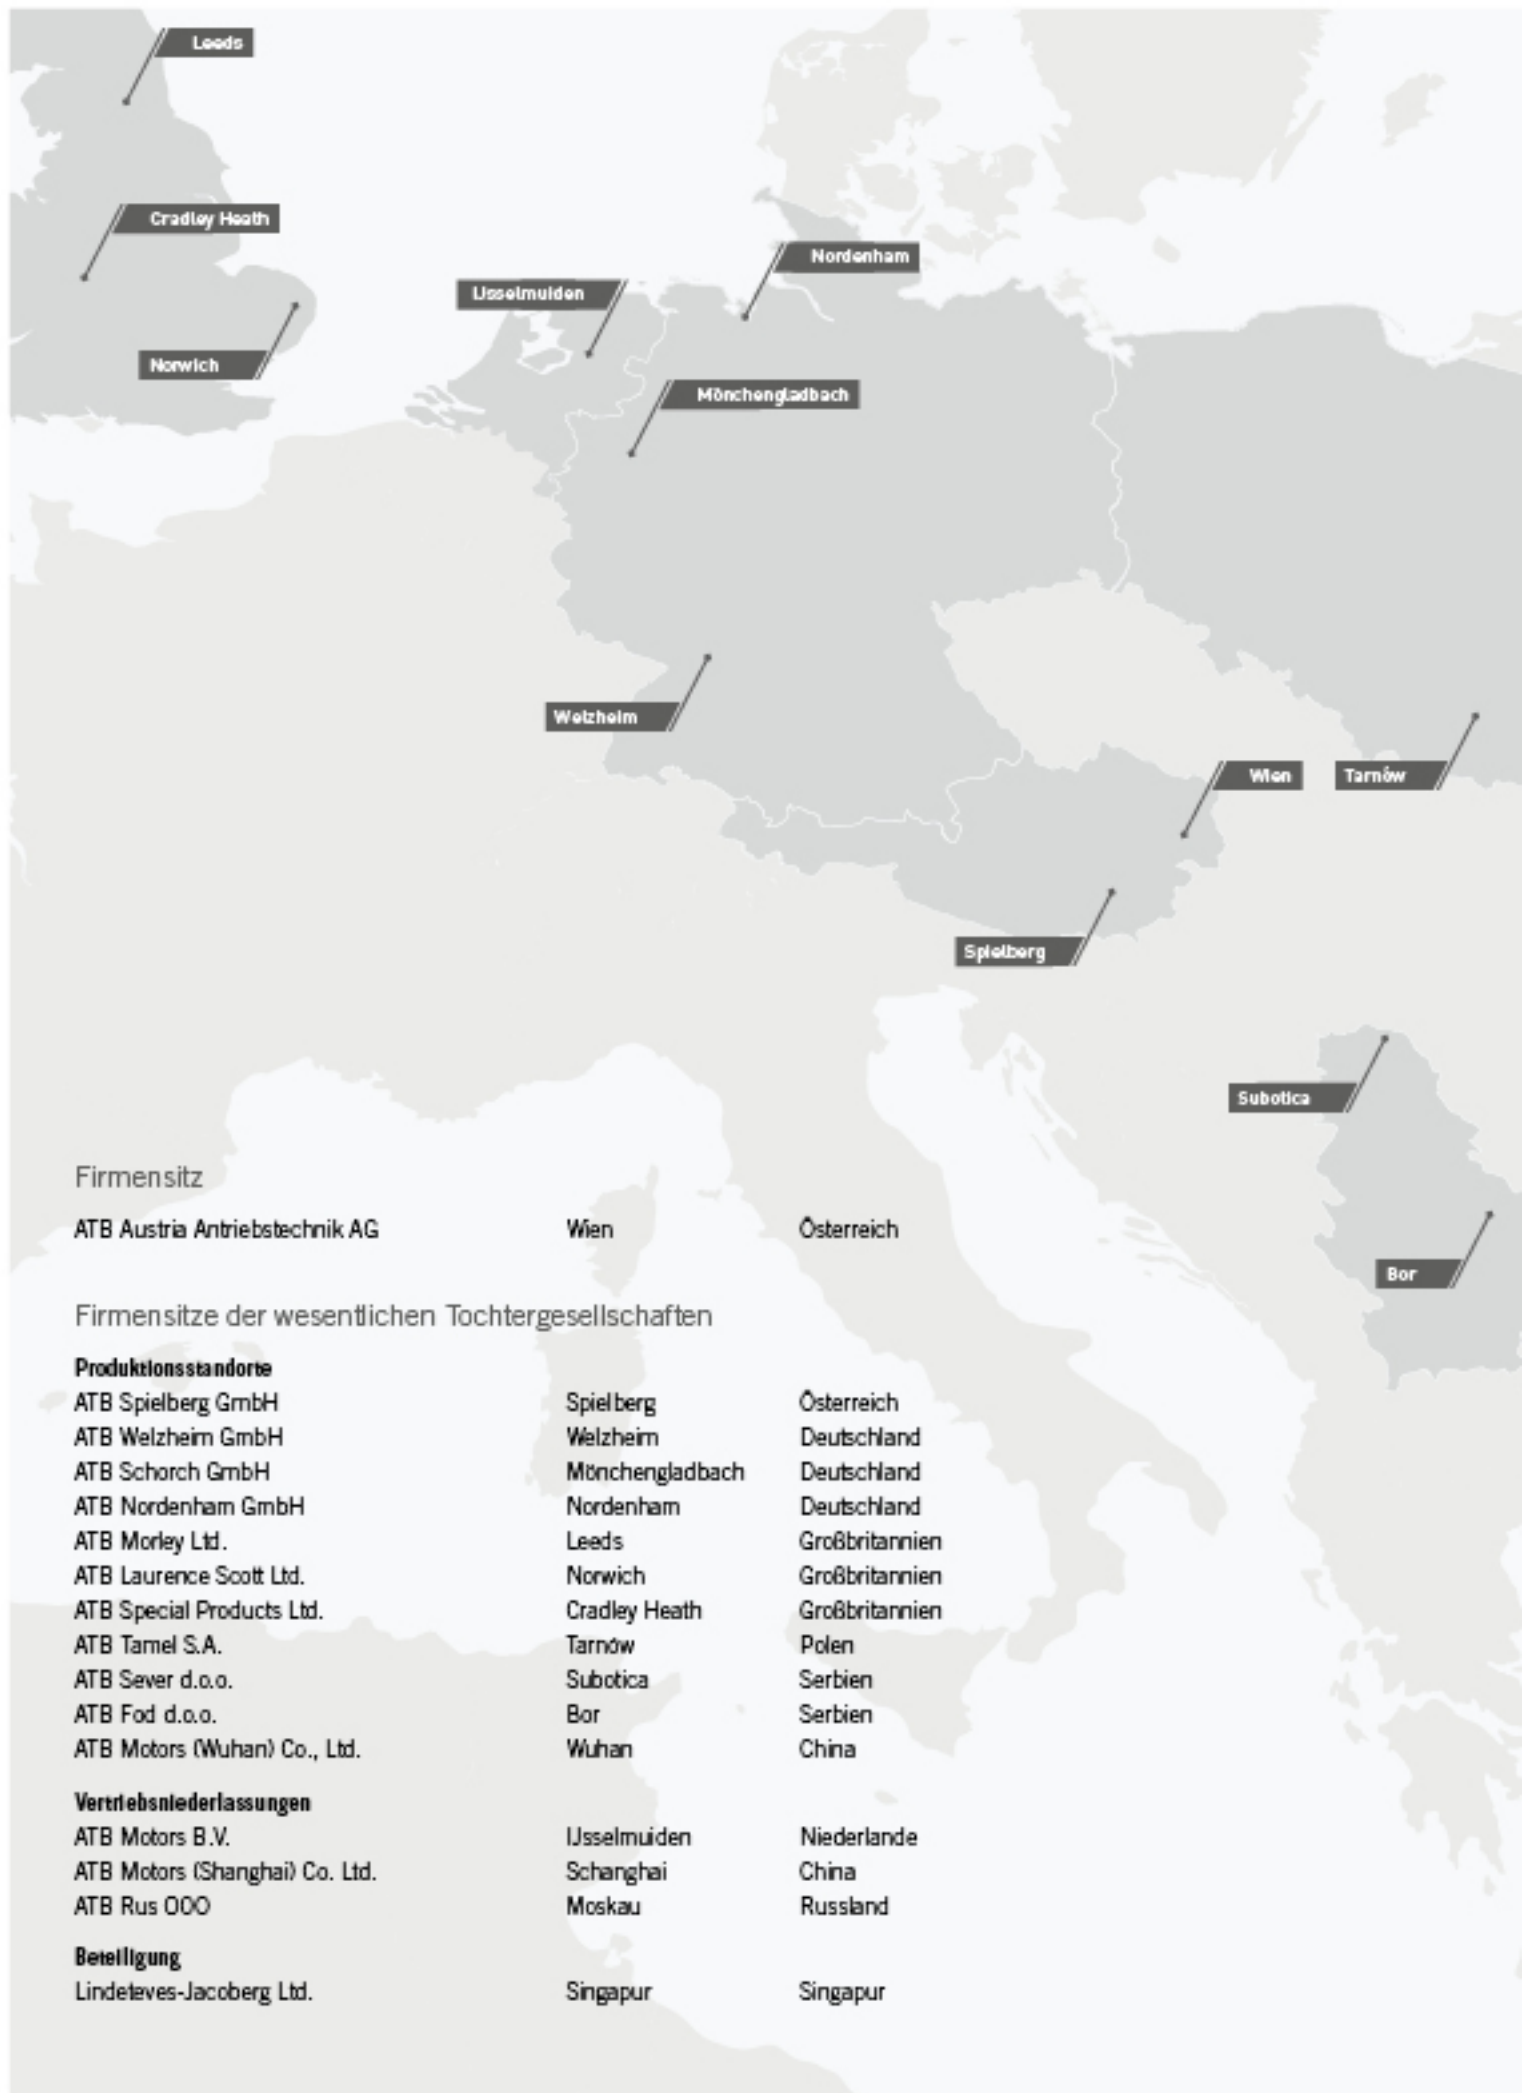 Leeds
Cradley Heath
Nordenham
IJsselmuiden
Norwich
Mönchengladbach
Welzheim
Wien
Tarnów
Spielberg
Subotica
Bor
Firmensitz
ATB Austria Antriebstechnik AG Wien Österreich
Firmensitze der wesentlichen Tochtergesellschaften
Produktionsstandorte
ATB Spielberg GmbH Spielberg Österreich
ATB Welzheim GmbH Welzheim Deutschland
ATB Schorch GmbH Mönchengladbach Deutschland
ATB Nordenham GmbH Nordenham Deutschland
ATB Morley Ltd. Leeds Großbritannien
ATB Laurence Scott Ltd. Norwich Großbritannien
ATB Special Products Ltd. Cradley Heath Großbritannien
ATB Tamel S.A. Tarnów Polen
ATB Sever d.o.o. Subotica Serbien
ATB Fod d.o.o. Bor Serbien
ATB Motors (Wuhan) Co., Ltd. Wuhan China
Vertriebsniederlassungen
ATB Motors B.V. IJsselmuiden Niederlande
ATB Motors (Shanghai) Co. Ltd. Schanghai China
ATB Rus OOO Moskau Russland
Beteiligung
Lindeteves-Jacoberg Ltd. Singapur Singapur